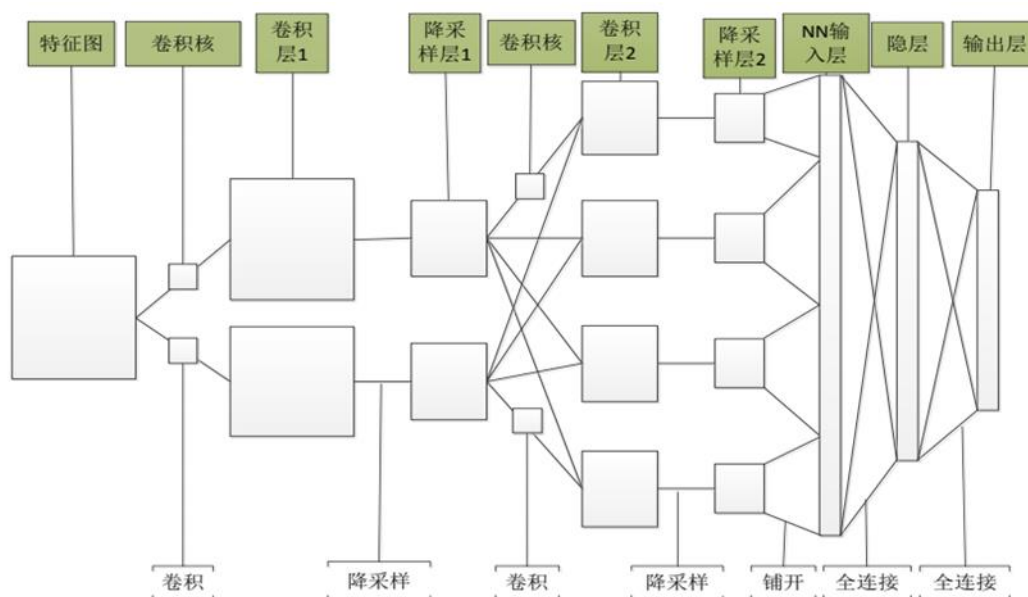 特征图
卷积核
卷积
层1
降采
样层1
卷积核
卷积
层2
降采
样层2
NN输
入层
隐层
输出层
卷积
降采样
卷积
降采样
铺开
全连接
全连接